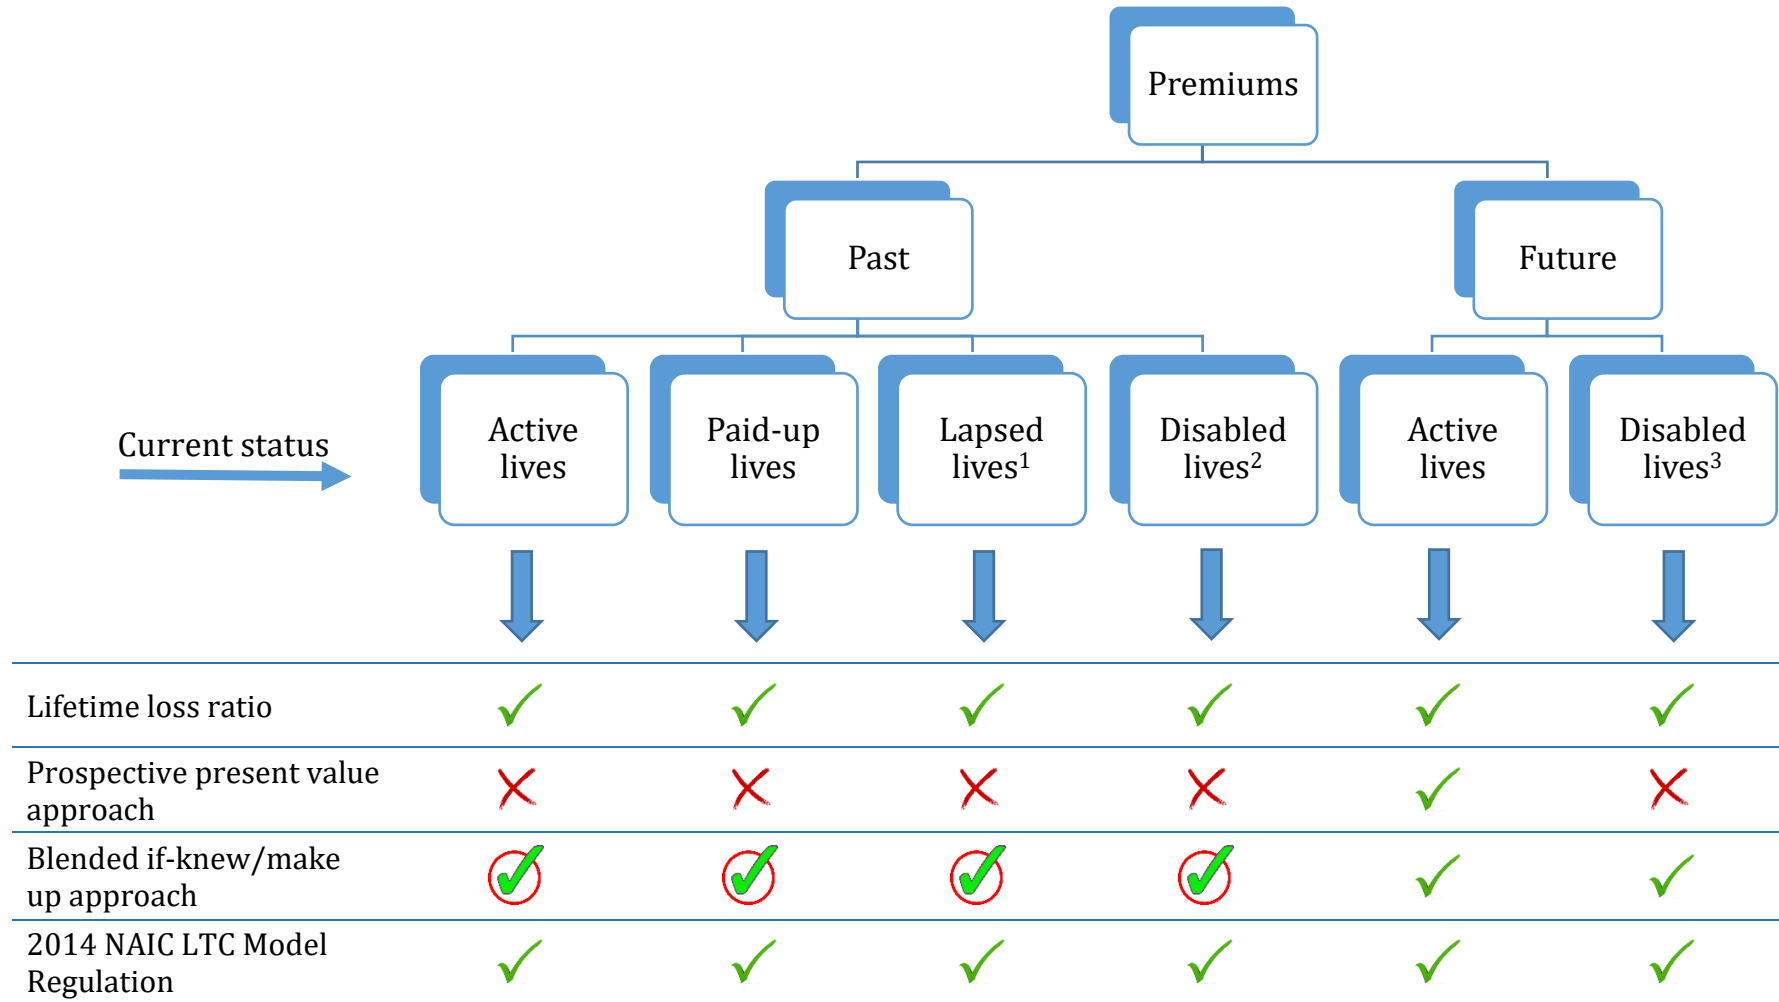 Premiums
Past
Future
Current status
Active
lives
Paid-up
lives
Lapsed
lives1
Disabled
lives2
Active
lives
Disabled
lives3
Lifetime loss ratio
Prospective present value
approach
Blended if-knew/make
up approach
2014 NAIC LTC Model
Regulation